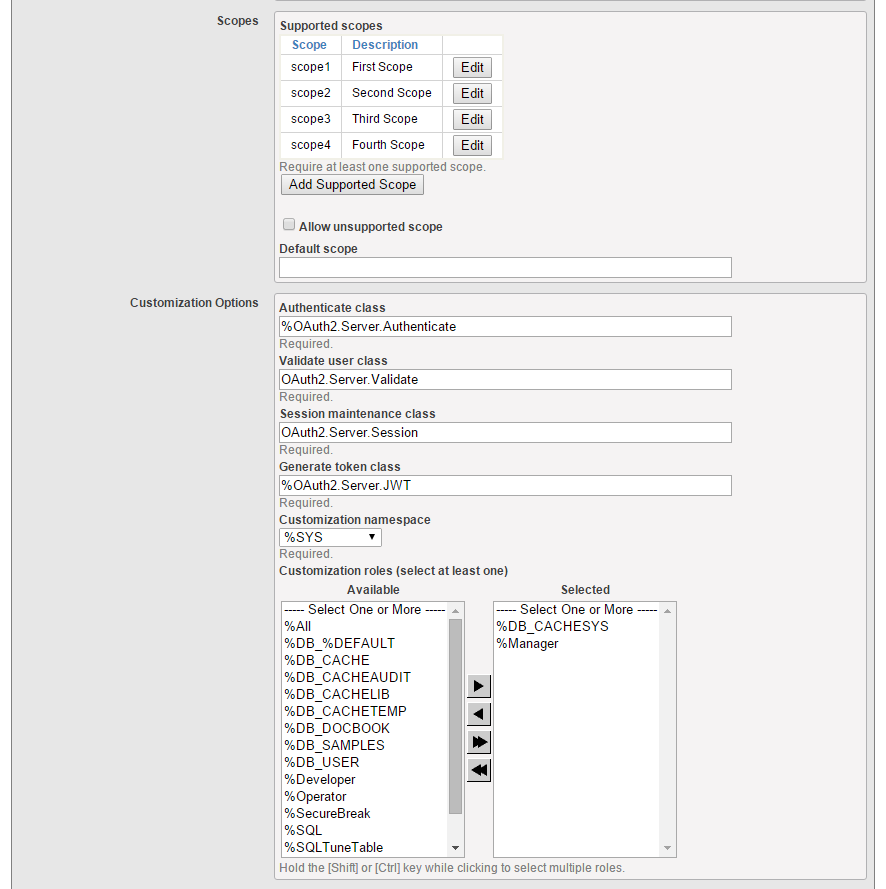 Scopes
Supported scopes
Scope Description
scope1 First Scope Edit
scope2 Second Scope Edit
scope3 Third Scope Edit
scope4 Fourth Scope Edit
Require at least one supported scope.
Add Supported Scope
Allow unsupported scope
Default scope
Customization Options
Authenticate class
%OAuth2.Server.Authenticate
Required.
Validate user class
OAuth2.Server.Validate
Required.
Session maintenance class
OAuth2.Server.Session
Required.
Generate token class
%OAuth2.Server.JWT
Required.
Customization namespace
%SYS
Required.
Customization roles (select at least one)
Available Selected
----- Select One or More ----- ----- Select One or More -----
%All %DB_CACHESYS
%DB_%DEFAULT %Manager
%DB_CACHE
%DB_CACHEAUDIT
%DB_CACHELIB
%DB_CACHETEMP
%DB_DOCBOOK
%DB_SAMPLES
%DB_USER
%Developer
%Operator
%SecureBreak
%SQL
%SQLTuneTable
Hold the [Shift] or [Ctrl] key while clicking to select multiple roles.